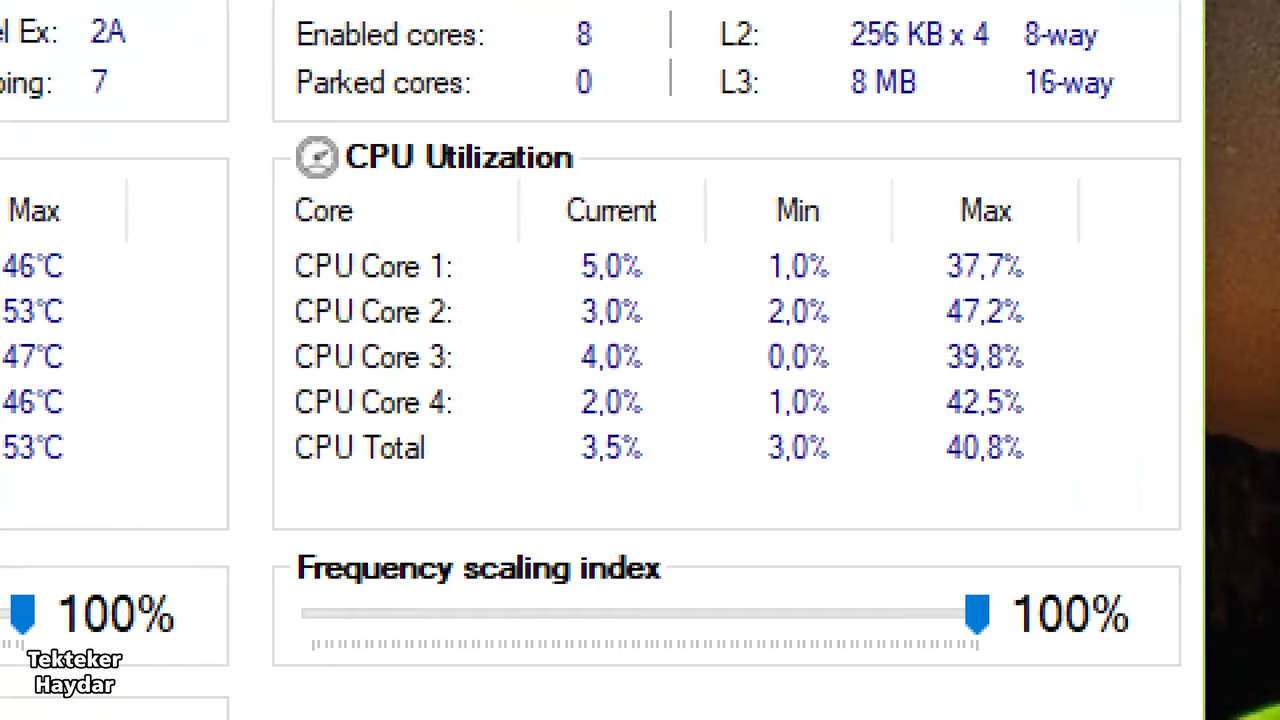 el Ex: 2A
ping: 7
Enabled cores: 8 L2: 256 KB x 4 8-way
Parked cores: 0 L3: 8 MB 16-way
Max
46°C
53°C
47°C
46°C
53°C
CPU Utilization
Core Current Min Max
CPU Core 1: 5,0% 1,0% 37,7%
CPU Core 2: 3,0% 2,0% 47,2%
CPU Core 3: 4,0% 0,0% 39,8%
CPU Core 4: 2,0% 1,0% 42,5%
CPU Total 3,5% 3,0% 40,8%
100%
Frequency scaling index
100%
Tekteker
Haydar